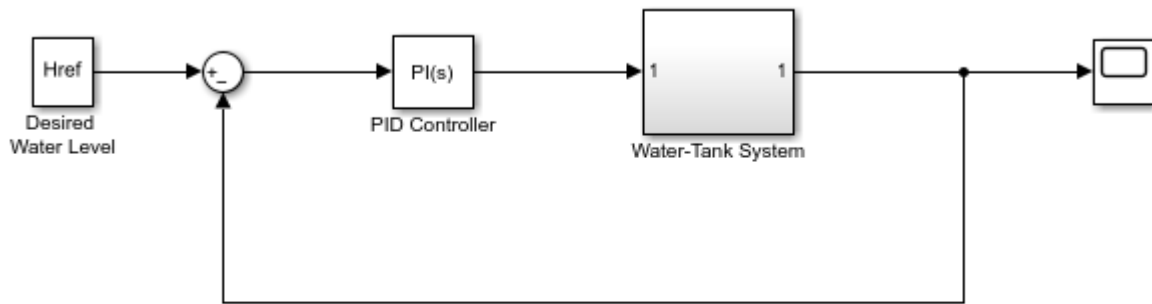 Href
+
−
PI(s)
1
1
Desired
Water Level
PID Controller
Water-Tank System